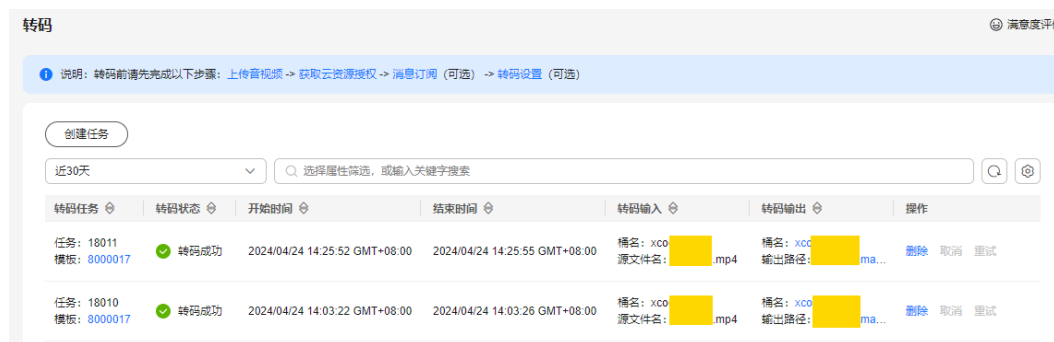 转码
满意度评
说明：转码前请先完成以下步骤：上传音视频 -> 获取云资源授权 -> 消息订阅（可选） -> 转码设置（可选）
创建任务
近30天 选择属性筛选，或输入关键字搜索
转码任务 转码状态 开始时间 结束时间 转码输入 转码输出 操作
任务：18011 转码成功 2024/04/24 14:25:52 GMT+08:00 2024/04/24 14:25:55 GMT+08:00 桶名：xco 桶名：xco 删除 取消 重试
模板：8000017 源文件名： .mp4 输出路径： ma...
任务：18010 转码成功 2024/04/24 14:03:22 GMT+08:00 2024/04/24 14:03:26 GMT+08:00 桶名：xco 桶名：xco 删除 取消 重试
模板：8000017 源文件名： .mp4 输出路径： ma...